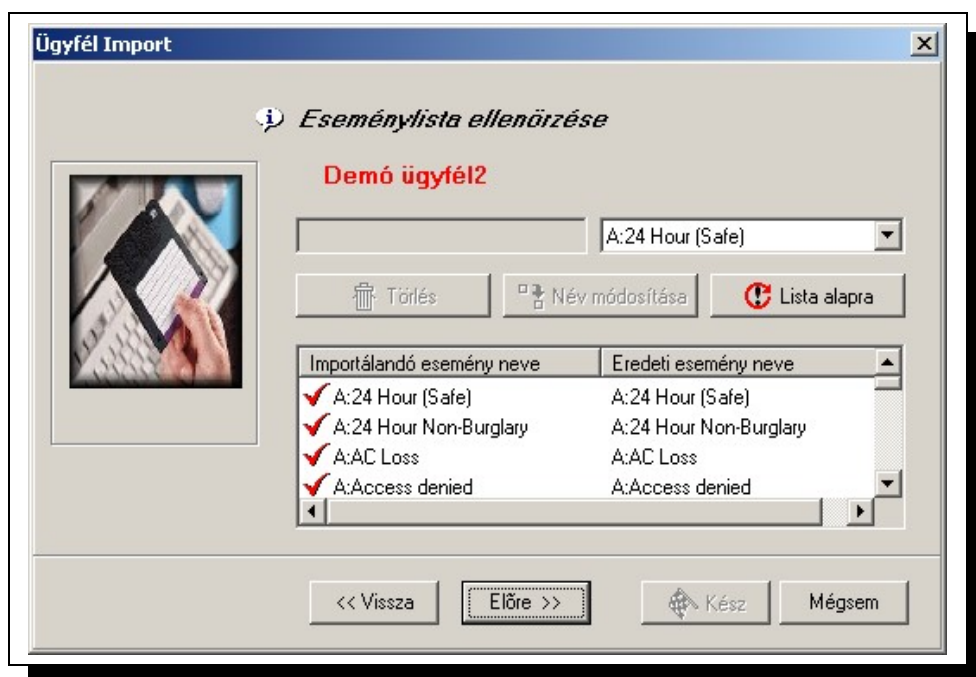 Ügyfél Import
Eseménylista ellenörzése
Demó ügyfél2
A:24 Hour (Safe)
Törlés Név módosítása Lista alapra
Importálandó esemény neve Eredeti esemény neve
A:24 Hour (Safe) A:24 Hour (Safe)
A:24 Hour Non-Burglary A:24 Hour Non-Burglary
A:AC Loss A:AC Loss
A:Access denied A:Access denied
<< Vissza Előre >> Kész Mégsem